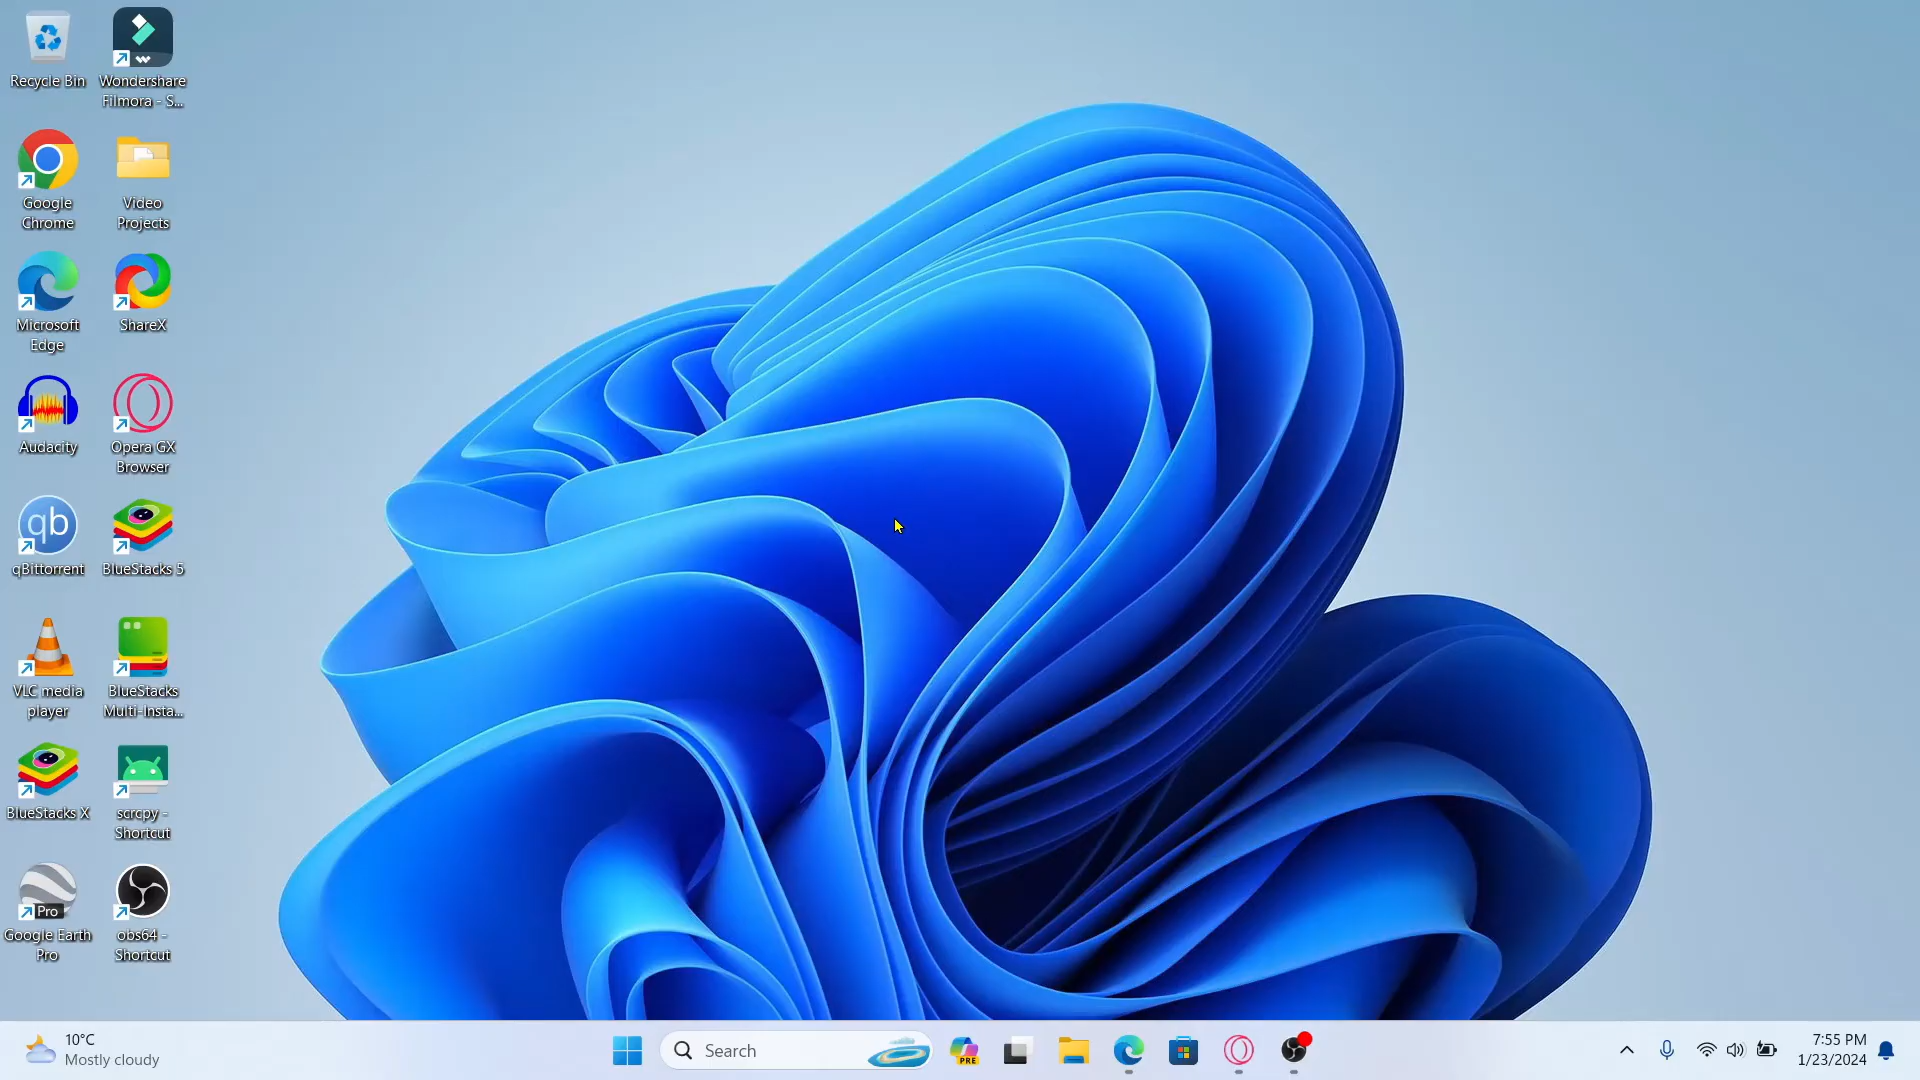 Recycle Bin
Wondershare
Filmora - S...
Google
Chrome
Video
Projects
Microsoft
Edge
ShareX
Audacity
Opera GX
Browser
qb
qBittorrent
BlueStacks 5
VLC media
player
BlueStacks
Multi-Insta...
BlueStacks X
scrcpy -
Shortcut
Pro
Google Earth
Pro
obs64 -
Shortcut
10°C
Mostly cloudy
Search
PRE
7:55 PM
1/23/2024